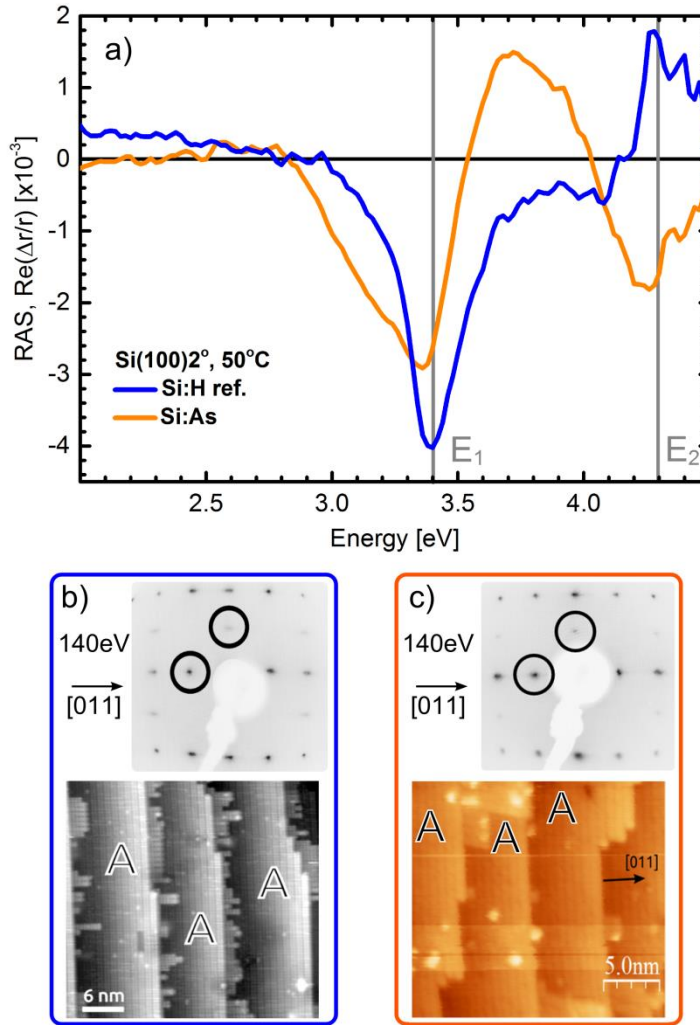 a)
RAS, Re(Δr/r) [x10⁻³]
2
1
0
-1
-2
-3
-4
Si(100)2°, 50°C
Si:H ref.
Si:As
E₁
E₂
2.5 3.0 3.5 4.0
Energy [eV]
b)
140eV
[011]
A
A
A
6 nm
c)
140eV
[011]
A
A
A
[011]
5.0nm